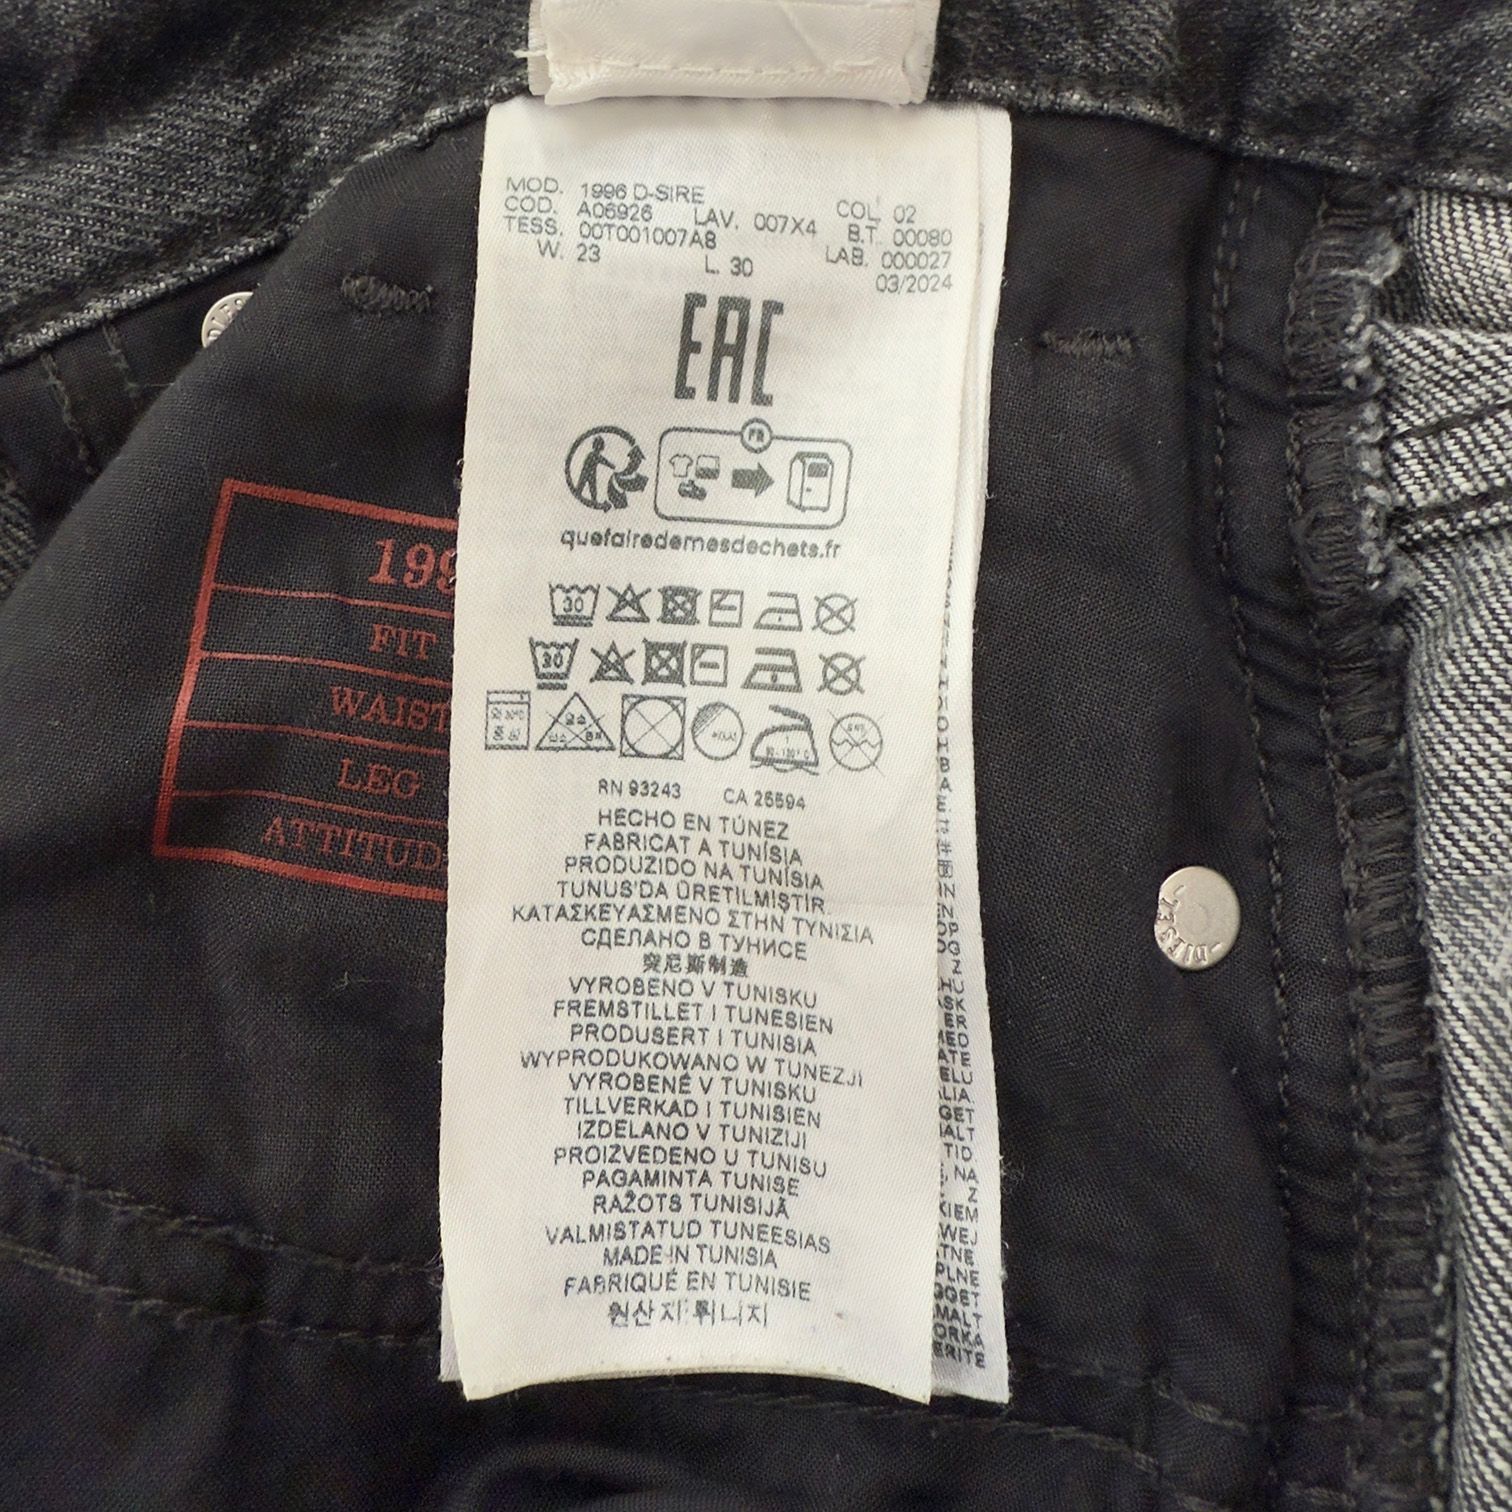 MOD. 1996 D-SIRE COL. 02
COD. A06926 LAV. 007X4 B.T. 00080
TESS. 00T001007A8 LAB. 000027
W. 23 L. 30 03/2024
EAC
FR
quefairedemesdechets.fr
30
30
RN 93243 CA 25594
HECHO EN TÚNEZ
FABRICAT A TUNÍSIA
PRODUZIDO NA TUNÍSIA
TUNUS'DA ÜRETILMIŞTIR.
ΚΑΤΑΣΚΕΥΑΣΜΕΝΟ ΣΤΗΝ ΤΥΝΙΣΙΑ
СДЕЛАНО В ТУНИСЕ
突尼斯制造
VYROBENO V TUNISKU
FREMSTILLET I TUNESIEN
PRODUSERT I TUNISIA
WYPRODUKOWANO W TUNEZJI
VYROBENÉ V TUNISKU
TILLVERKAD I TUNISIEN
IZDELANO V TUNIZIJI
PROIZVEDENO U TUNISU
PAGAMINTA TUNISE
RAŽOTS TUNISIJĀ
VALMISTATUD TUNEESIAS
MADE IN TUNISIA
FABRIQUÉ EN TUNISIE
원산지:튀니지
199
FIT
WAIST
LEG
ATTITUD
DIESEL